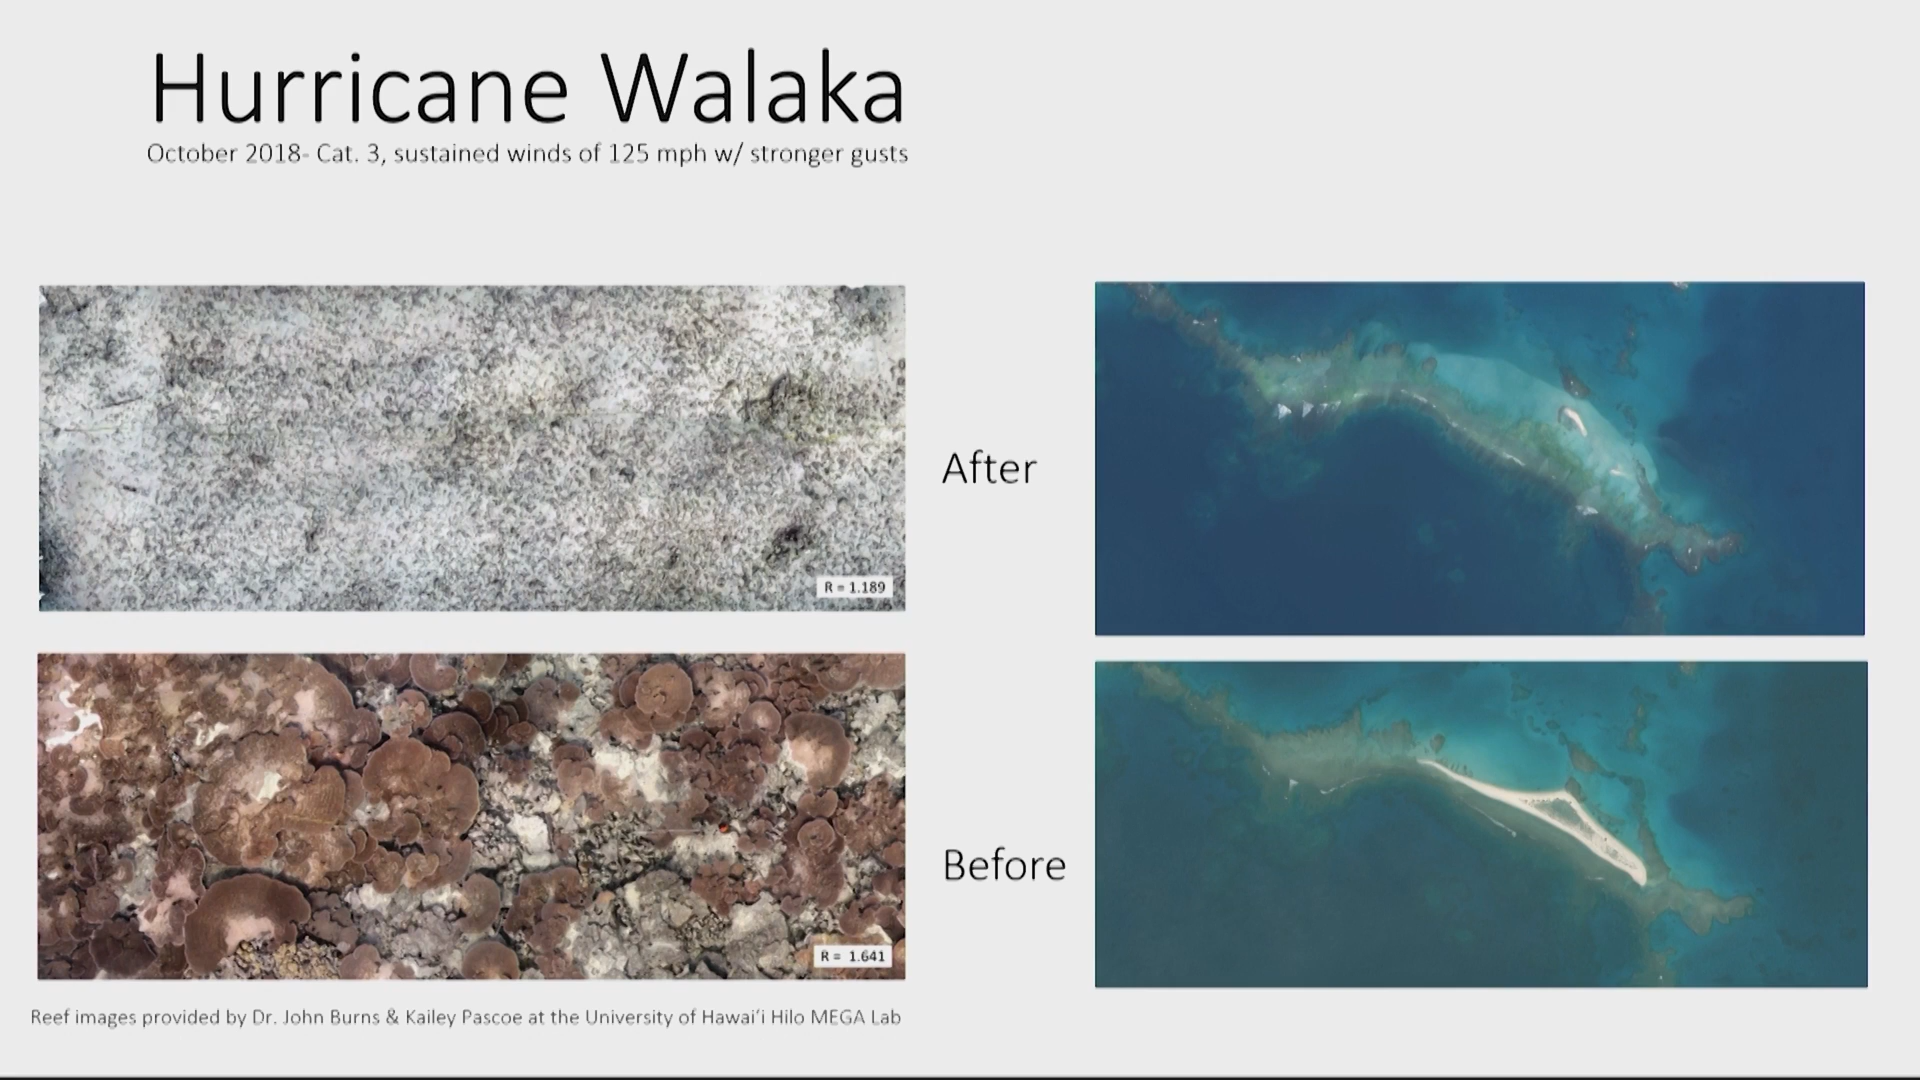 Hurricane Walaka
October 2018- Cat. 3, sustained winds of 125 mph w/ stronger gusts
R = 1.189
After
Before
R = 1.641
Reef images provided by Dr. John Burns & Kailey Pascoe at the University of Hawai'i Hilo MEGA Lab